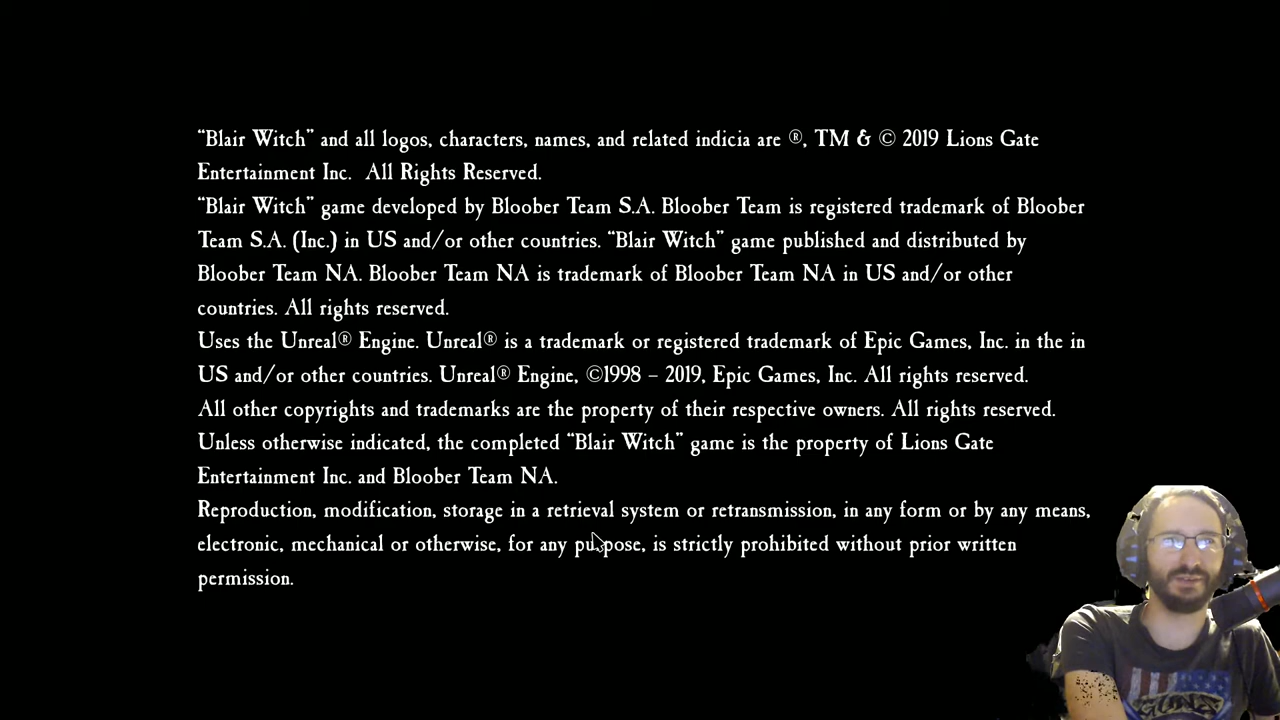 “Blair Witch” and all logos, characters, names, and related indicia are ®, TM & © 2019 Lions Gate
Entertainment Inc.  All Rights Reserved.
“Blair Witch” game developed by Bloober Team S.A. Bloober Team is registered trademark of Bloober
Team S.A. (Inc.) in US and/or other countries. “Blair Witch” game published and distributed by
Bloober Team NA. Bloober Team NA is trademark of Bloober Team NA in US and/or other
countries. All rights reserved.
Uses the Unreal® Engine. Unreal® is a trademark or registered trademark of Epic Games, Inc. in the in
US and/or other countries. Unreal® Engine, ©1998 – 2019, Epic Games, Inc. All rights reserved.
All other copyrights and trademarks are the property of their respective owners. All rights reserved.
Unless otherwise indicated, the completed “Blair Witch” game is the property of Lions Gate
Entertainment Inc. and Bloober Team NA.
Reproduction, modification, storage in a retrieval system or retransmission, in any form or by any means,
electronic, mechanical or otherwise, for any purpose, is strictly prohibited without prior written
permission.